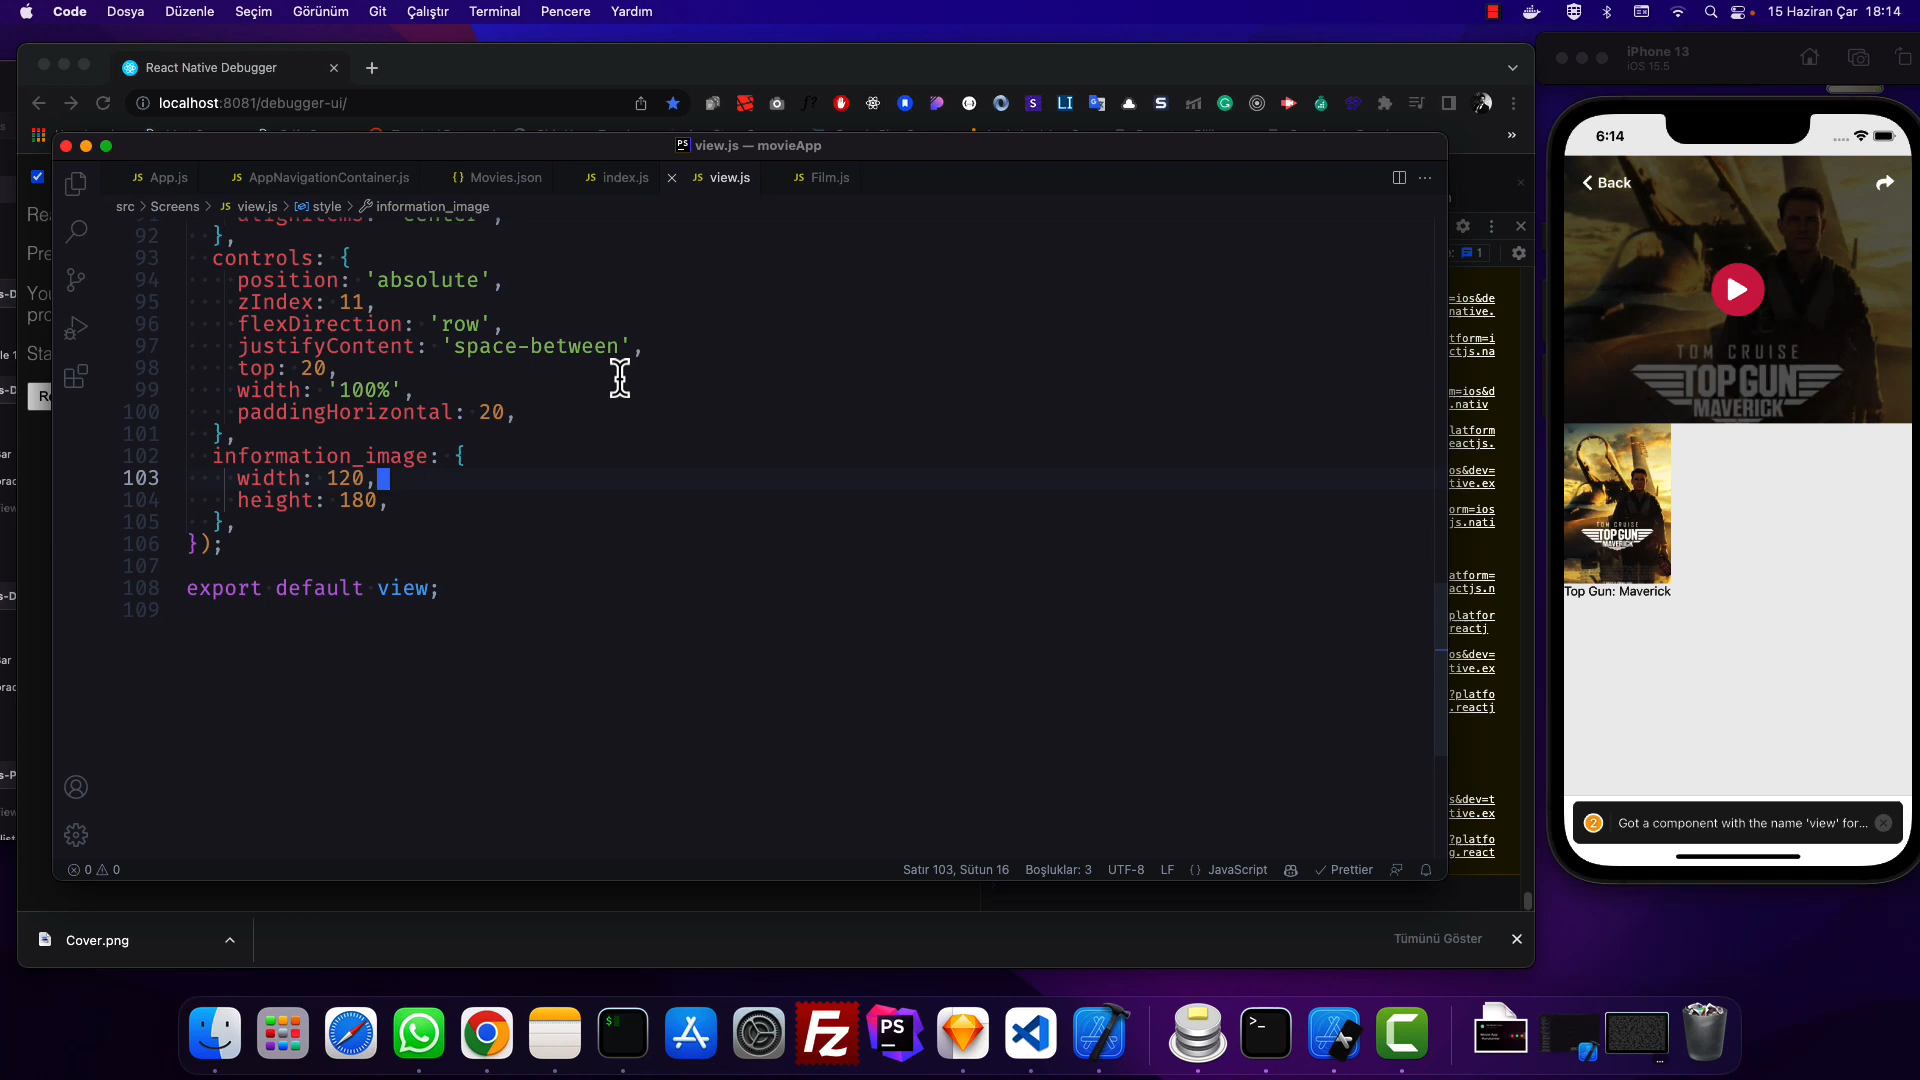 Code Dosya Düzenle Seçim Görünüm Git Çalıştır Terminal Pencere Yardım 15 Haziran Çar 18:14
React Native Debugger
localhost:8081/debugger-ui/
view.js — movieApp
App.js AppNavigationContainer.js Movies.json index.js view.js Film.js
src > Screens > view.js > style > information_image
92 },
93 controls: {
94 position: 'absolute',
95 zIndex: 11,
96 flexDirection: 'row',
97 justifyContent: 'space-between',
98 top: 20,
99 width: '100%',
100 paddingHorizontal: 20,
101 },
102 information_image: {
103 width: 120,
104 height: 180,
105 },
106 });
107
108 export default view;
109
0 0 Satır 103, Sütun 16 Boşluklar: 3 UTF-8 LF JavaScript Prettier
Cover.png
Tümünü Göster
iPhone 13
iOS 15.5
6:14
Back
TOM CRUISE
TOPGUN
MAVERICK
TOM CRUISE
TOPGUN
MAVERICK
Top Gun: Maverick
2 Got a component with the name 'view' for...